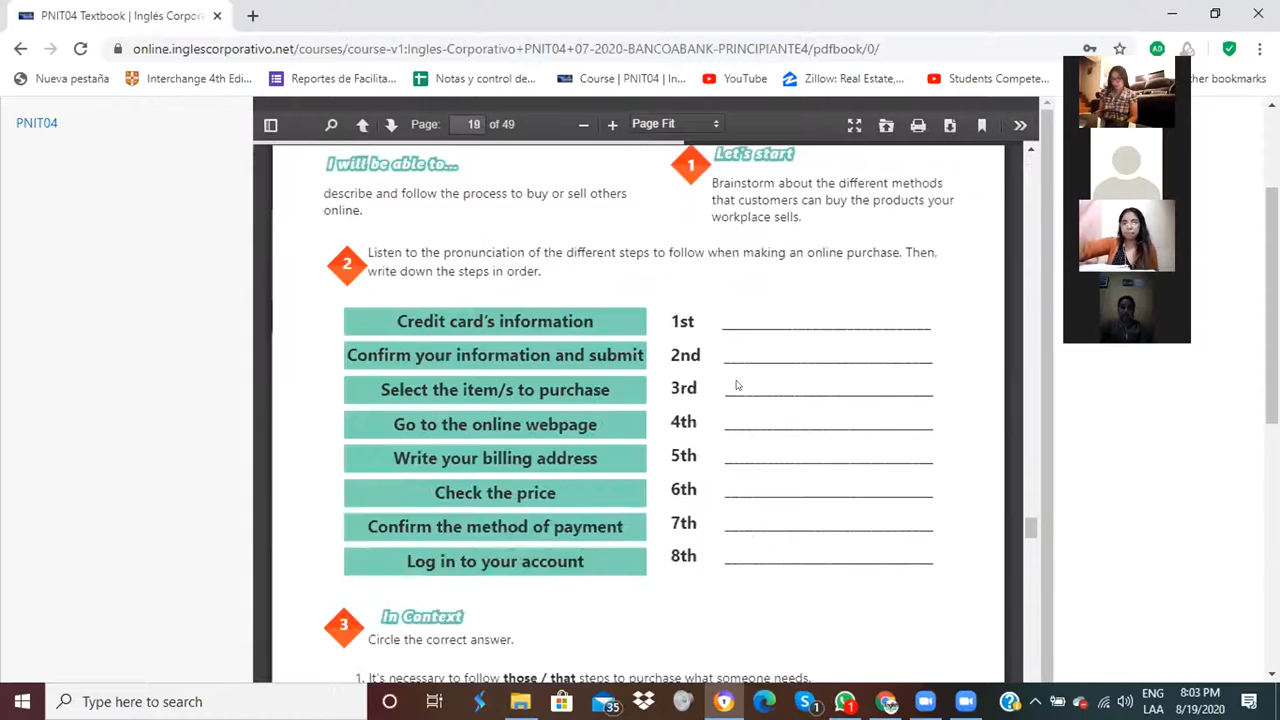 PNIT04 Textbook | Inglés Corpora
online.inglescorporativo.net/courses/course-v1:Ingles-Corporativo+PNIT04+07-2020-BANCOABANK-PRINCIPIANTE4/pdfbook/0/
Nueva pestaña
Interchange 4th Edi...
Reportes de Facilita...
Notas y control de...
Course | PNIT04 | In...
YouTube
Zillow: Real Estate,...
Students Compete...
her bookmarks
PNIT04
Page: 19 of 49
Page Fit
I will be able to...
describe and follow the process to buy or sell others
online.
1
Let's start
Brainstorm about the different methods
that customers can buy the products your
workplace sells.
2
Listen to the pronunciation of the different steps to follow when making an online purchase. Then,
write down the steps in order.
Credit card's information
Confirm your information and submit
Select the item/s to purchase
Go to the online webpage
Write your billing address
Check the price
Confirm the method of payment
Log in to your account
1st
2nd
3rd
4th
5th
6th
7th
8th
3
In Context
Circle the correct answer.
1. It's necessary to follow those / that steps to purchase what someone needs.
Type here to search
35
1
1
ENG
LAA
8:03 PM
8/19/2020